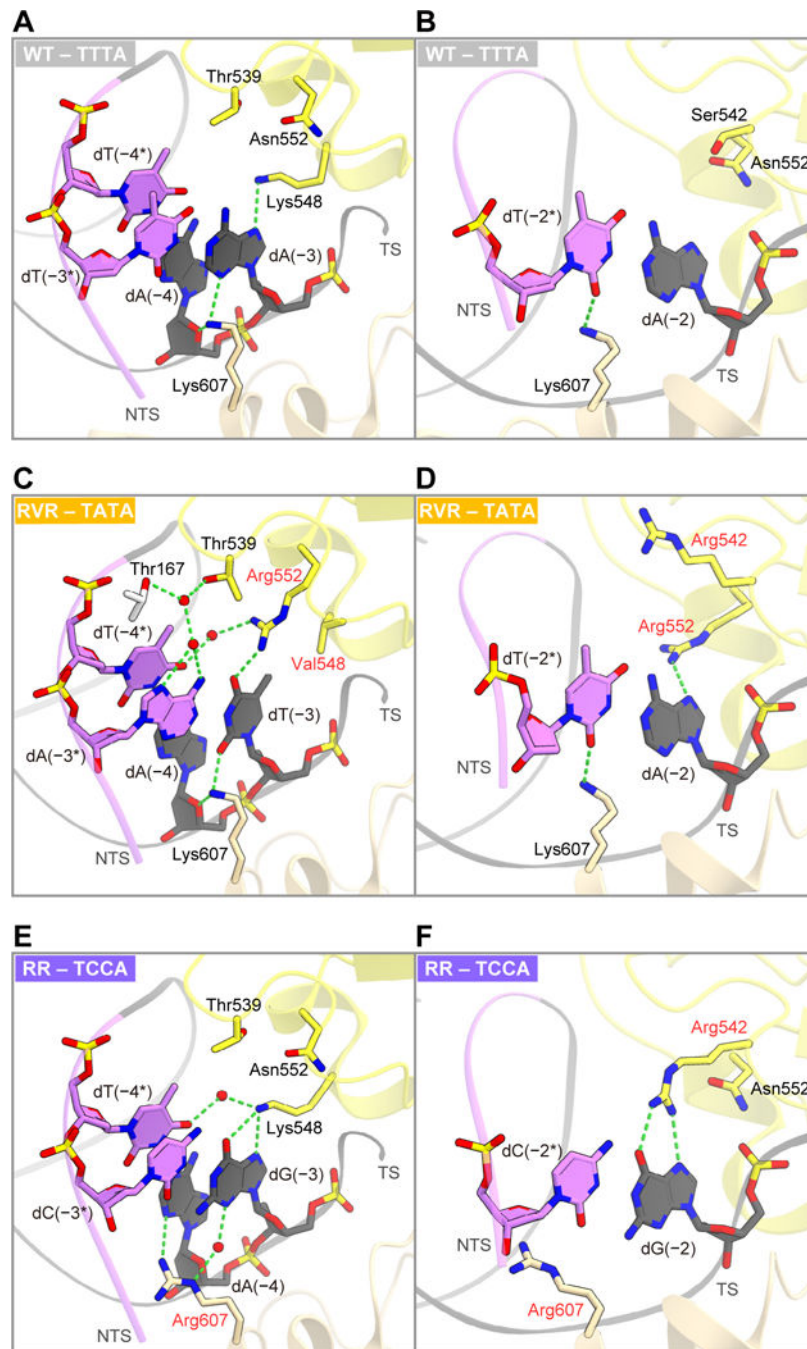 A
WT – TTTA
Thr539
Asn552
dT(−4*)
Lys548
TS
dA(−3)
dT(−3*)
dA(−4)
Lys607
NTS
B
WT – TTTA
Ser542
Asn552
dT(−2*)
dA(−2)
NTS
Lys607
TS
C
RVR – TATA
Thr539
Thr167
Arg552
dT(−4*)
Val548
TS
dT(−3)
dA(−3*)
dA(−4)
NTS
Lys607
D
RVR – TATA
Arg542
Arg552
dT(−2*)
dA(−2)
NTS
TS
Lys607
E
RR – TCCA
Thr539
Asn552
dT(−4*)
Lys548
TS
dG(−3)
dC(−3*)
dA(−4)
Arg607
NTS
F
RR – TCCA
Arg542
Asn552
dC(−2*)
dG(−2)
NTS
TS
Arg607